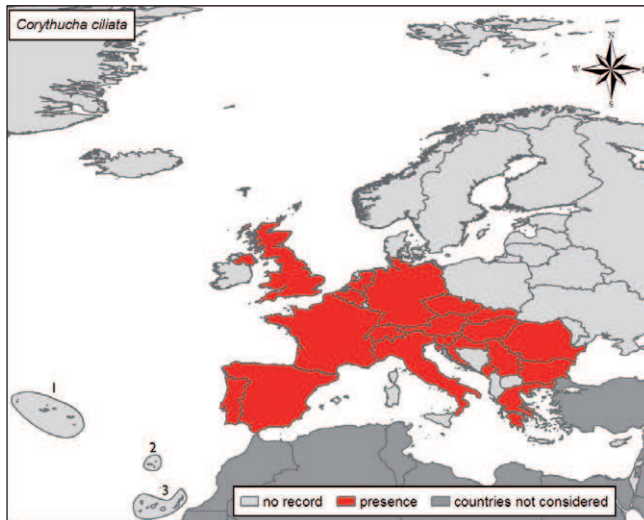 Corythucha ciliata
N
W
S
1
2
3
no record presence countries not considered